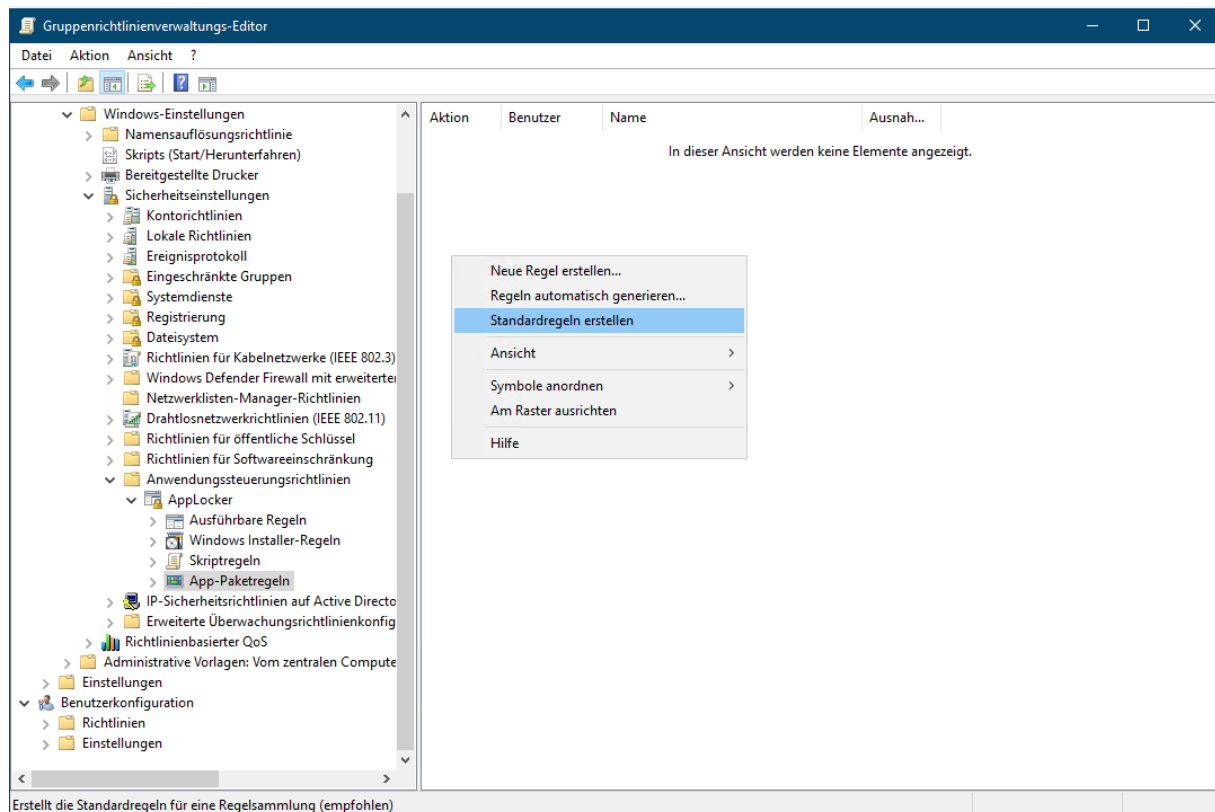 Gruppenrichtlinienverwaltungs-Editor
Datei Aktion Ansicht ?
Windows-Einstellungen
Namensauflösungsrichtlinie
Skripts (Start/Herunterfahren)
Bereitgestellte Drucker
Sicherheitseinstellungen
Kontorichtlinien
Lokale Richtlinien
Ereignisprotokoll
Eingeschränkte Gruppen
Systemdienste
Registrierung
Dateisystem
Richtlinien für Kabelnetzwerke (IEEE 802.3)
Windows Defender Firewall mit erweiterter
Netzwerklisten-Manager-Richtlinien
Drahtlosnetzwerkrichtlinien (IEEE 802.11)
Richtlinien für öffentliche Schlüssel
Richtlinien für Softwareeinschränkung
Anwendungssteuerungsrichtlinien
AppLocker
Ausführbare Regeln
Windows Installer-Regeln
Skriptregeln
App-Paketregeln
IP-Sicherheitsrichtlinien auf Active Directo
Erweiterte Überwachungsrichtlinienkonfig
Richtlinienbasierter QoS
Administrative Vorlagen: Vom zentralen Compute
Einstellungen
Benutzerkonfiguration
Richtlinien
Einstellungen
Aktion Benutzer Name Ausnah...
In dieser Ansicht werden keine Elemente angezeigt.
Neue Regel erstellen...
Regeln automatisch generieren...
Standardregeln erstellen
Ansicht
Symbole anordnen
Am Raster ausrichten
Hilfe
Erstellt die Standardregeln für eine Regelsammlung (empfohlen)